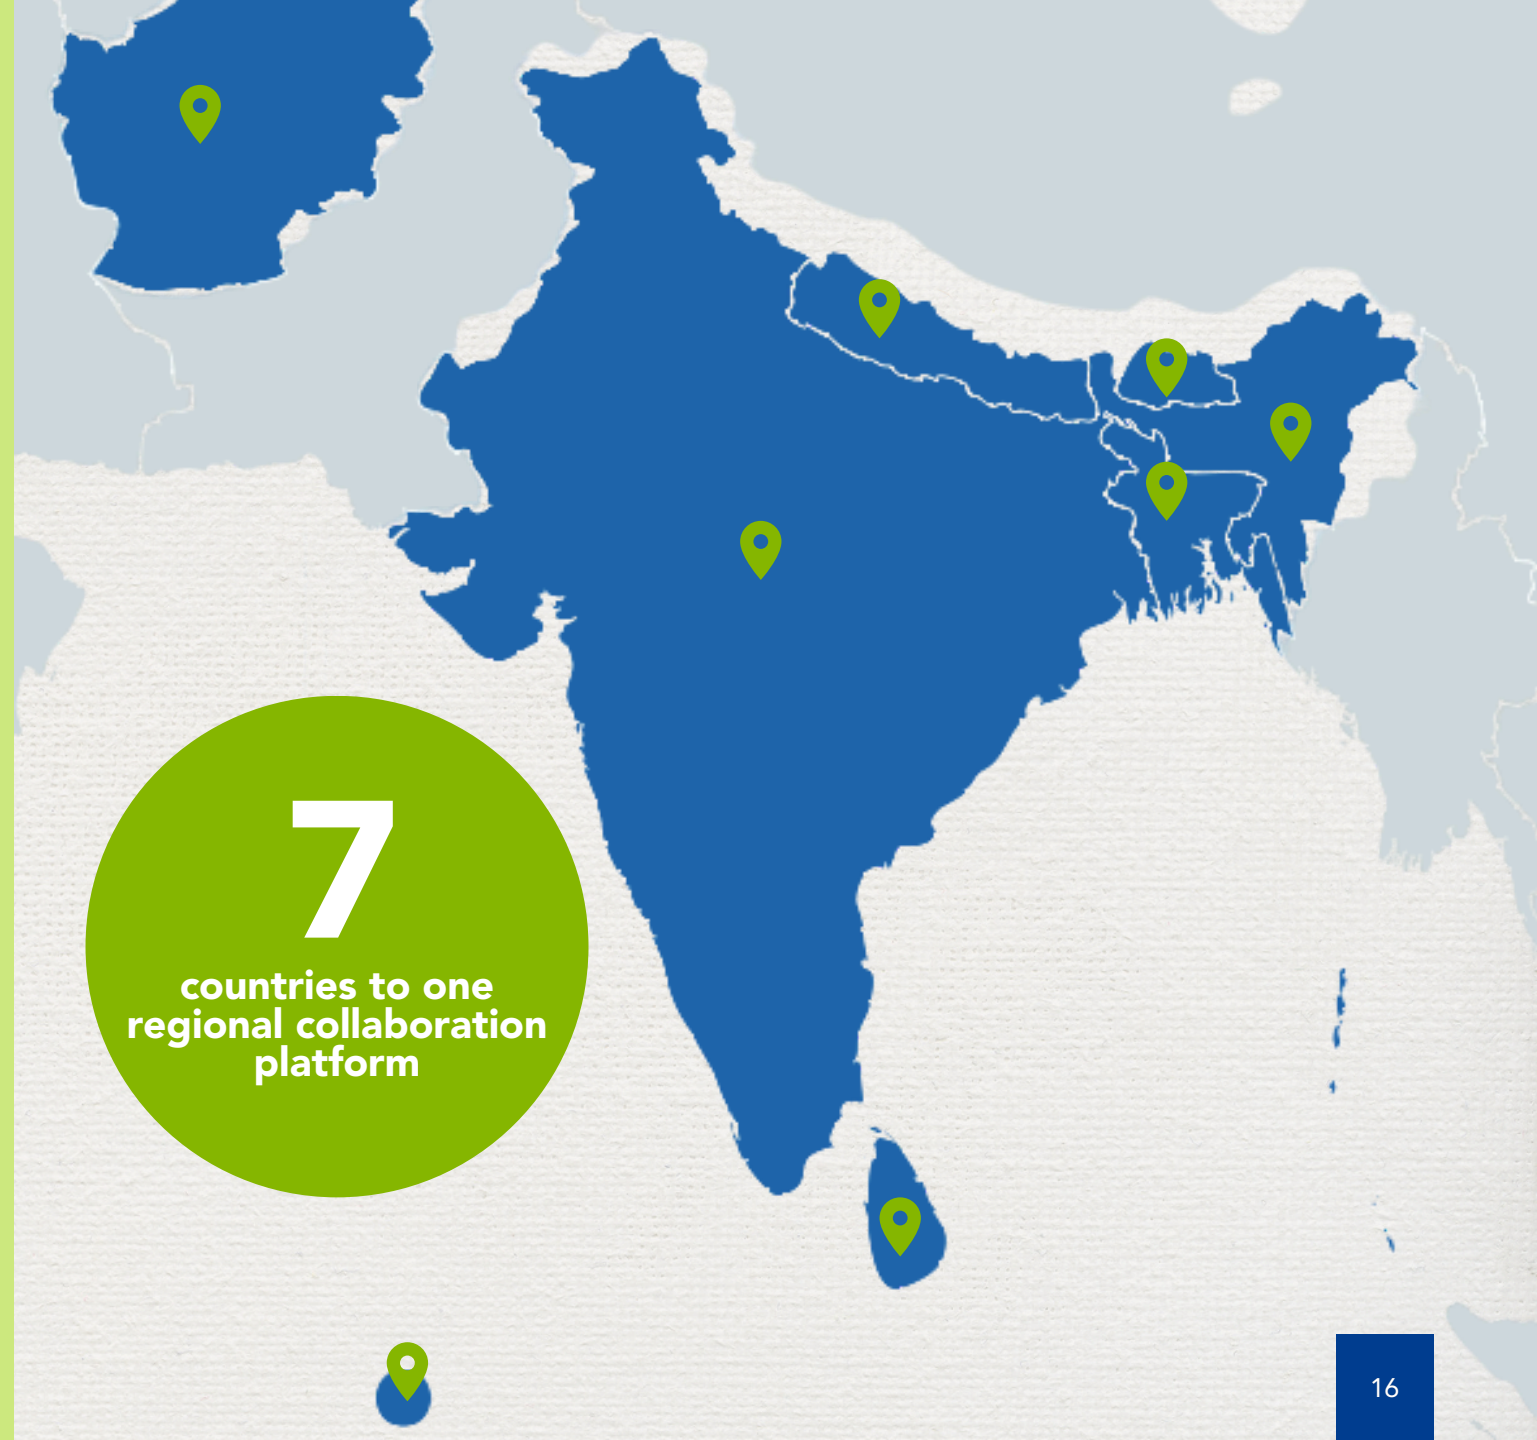 7
countries to one
regional collaboration
platform
16